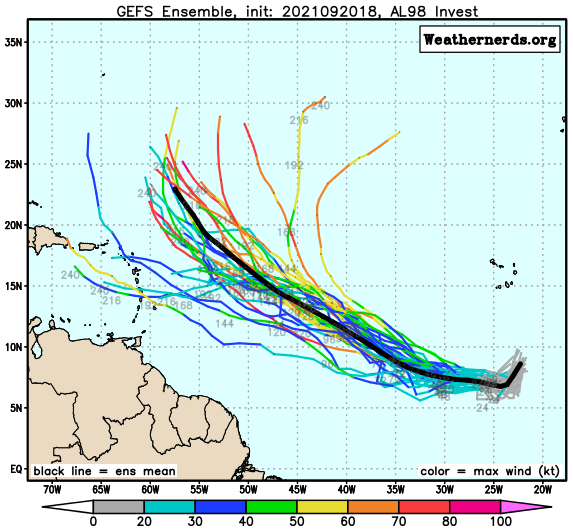 GEFS Ensemble, init: 2021092018, AL98 Invest
Weathernerds.org
35N
30N
25N
20N
15N
10N
5N
EQ
240
216
192
168
240
240
240
216
192
216
168
144
120
96
24
black line = ens mean
color = max wind (kt)
70W 65W 60W 55W 50W 45W 40W 35W 30W 25W 20W
0 20 30 40 50 60 70 80 100